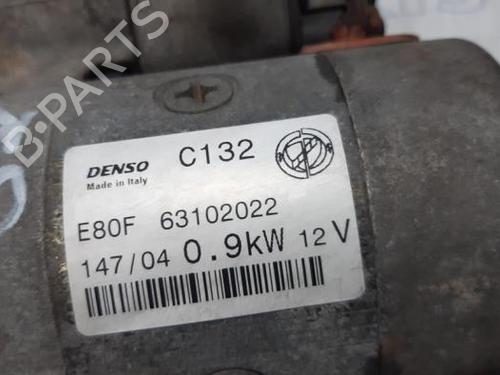 B-PARTS
DENSO C132
Made in Italy
E80F 63102022
147/04 0.9kW 12V